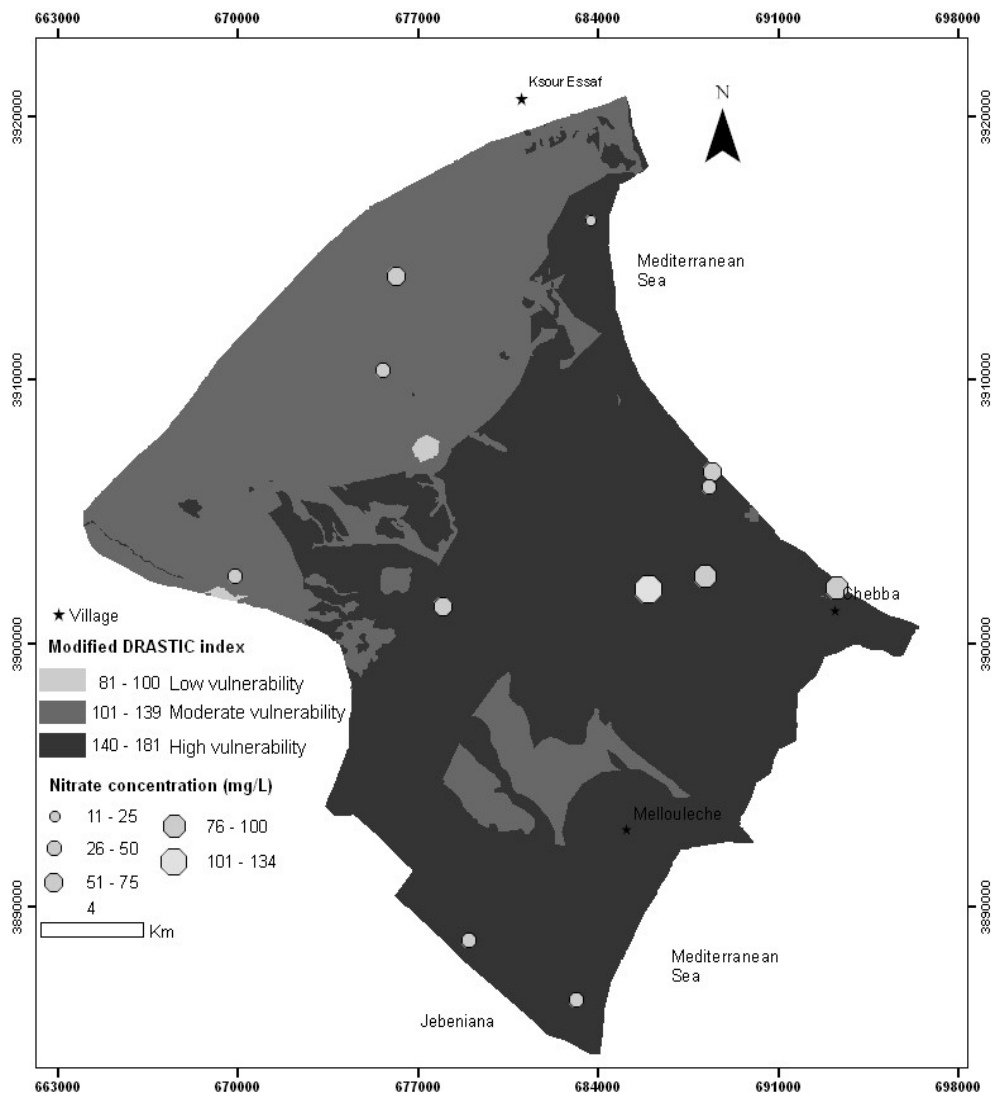 663000 670000 677000 684000 691000 698000
Ksour Essaf
N
3920000 3920000
Mediterranean
Sea
3910000 3910000
Chebba
★ Village
3900000 3900000
Modified DRASTIC index
81 - 100 Low vulnerability
101 - 139 Moderate vulnerability
140 - 181 High vulnerability
Nitrate concentration (mg/L)
11 - 25 76 - 100
26 - 50 101 - 134
51 - 75
Mellouleche
4
Km
3890000 3890000
Mediterranean
Sea
Jebeniana
663000 670000 677000 684000 691000 698000